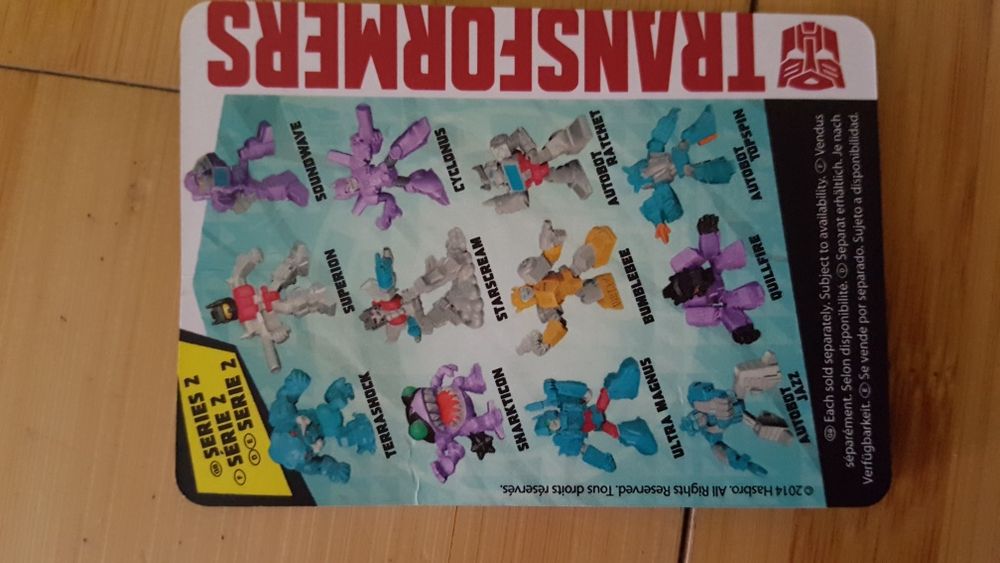 GB SERIES 2
F SÉRIE 2
D E SERIE 2
TRANSFORMERS
TERRASHOCK
SUPERION
SOUNDWAVE
SHARKTICON
STARSCREAM
CYCLONUS
ULTRA MAGNUS
BUMBLEBEE
AUTOBOT
RATCHET
AUTOBOT
JAZZ
QUILLFIRE
AUTOBOT
TOPSPIN
©2014 Hasbro. All Rights Reserved. Tous droits réservés.
GB Each sold separately. Subject to availability. F Vendus
séparément. Selon disponibilité. D Separat erhältlich. Je nach
Verfügbarkeit. E Se vende por separado. Sujeto a disponibilidad.